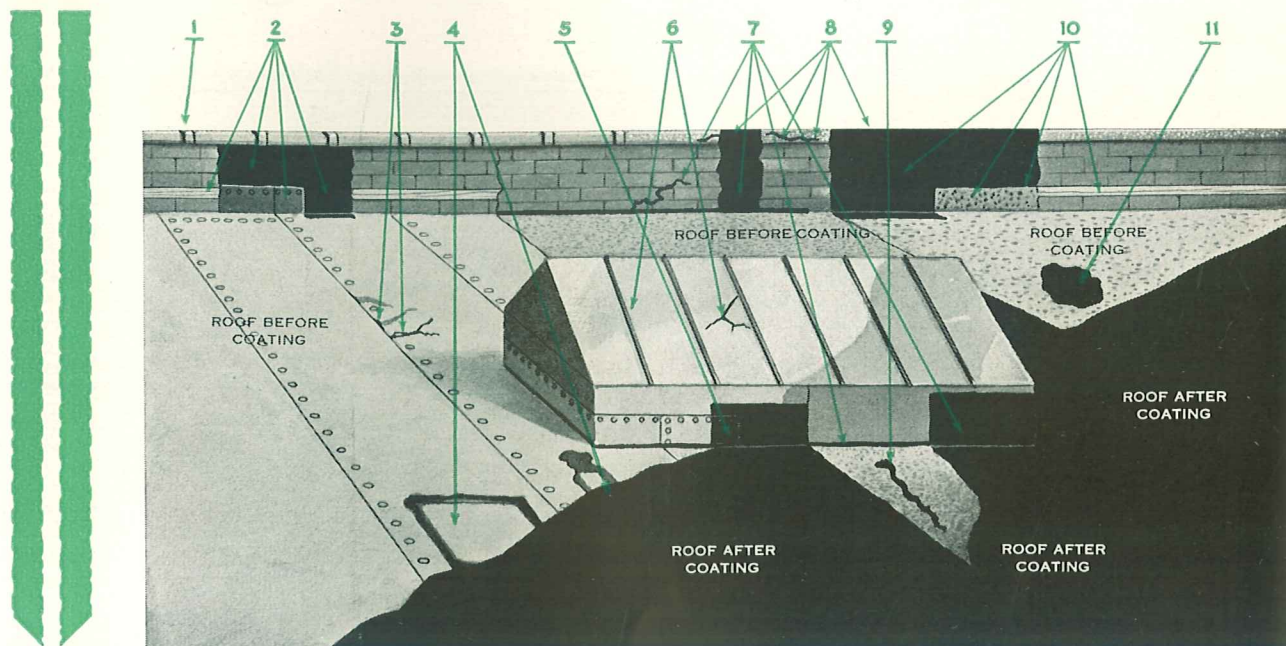 1 2 3 4 5 6 7 8 9 10 11
ROOF BEFORE COATING
ROOF BEFORE
COATING
ROOF BEFORE
COATING
ROOF AFTER
COATING
ROOF AFTER
COATING
ROOF AFTER
COATING